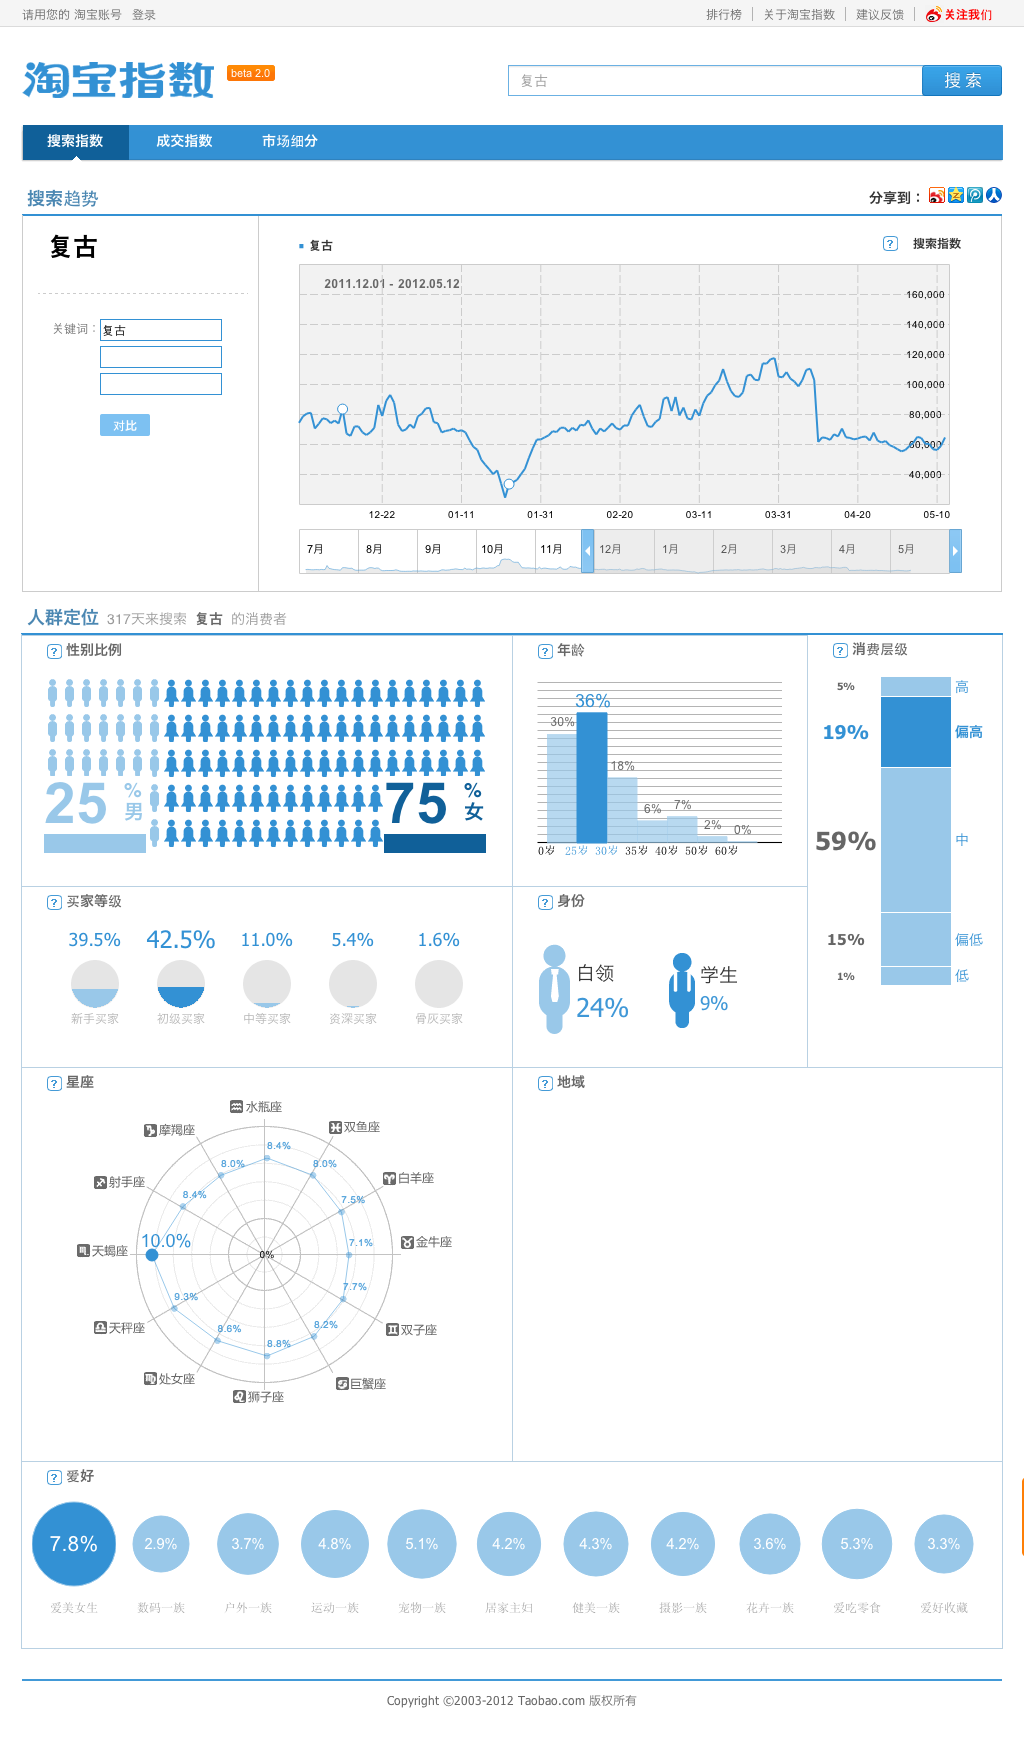 请用您的 淘宝账号 登录
排行榜 关于淘宝指数 建议反馈 关注我们
淘宝指数 beta 2.0
复古 搜 索
搜索指数 成交指数 市场细分
搜索趋势
分享到：
复古
关键词：复古
对比
复古
? 搜索指数
2011.12.01 - 2012.05.12
160,000
140,000
120,000
100,000
80,000
60,000
40,000
12-22 01-11 01-31 02-20 03-11 03-31 04-20 05-10
7月 8月 9月 10月 11月 12月 1月 2月 3月 4月 5月
人群定位 317天来搜索 复古 的消费者
? 性别比例
25 % 男
75 % 女
? 年龄
30%
36%
18%
6%
7%
2%
0%
0岁 25岁 30岁 35岁 40岁 50岁 60岁
? 消费层级
5% 高
19% 偏高
59% 中
15% 偏低
1% 低
? 买家等级
39.5% 42.5% 11.0% 5.4% 1.6%
新手买家 初级买家 中等买家 资深买家 骨灰买家
? 身份
白领
24%
学生
9%
? 星座
水瓶座
双鱼座
白羊座
金牛座
双子座
巨蟹座
狮子座
处女座
天秤座
天蝎座
射手座
摩羯座
8.4%
8.0%
7.5%
7.1%
7.7%
8.2%
8.8%
8.6%
9.3%
10.0%
8.4%
8.0%
0%
? 地域
? 爱好
7.8% 2.9% 3.7% 4.8% 5.1% 4.2% 4.3% 4.2% 3.6% 5.3% 3.3%
爱美女生 数码一族 户外一族 运动一族 宠物一族 居家主妇 健美一族 摄影一族 花卉一族 爱吃零食 爱好收藏
Copyright ©2003-2012 Taobao.com 版权所有